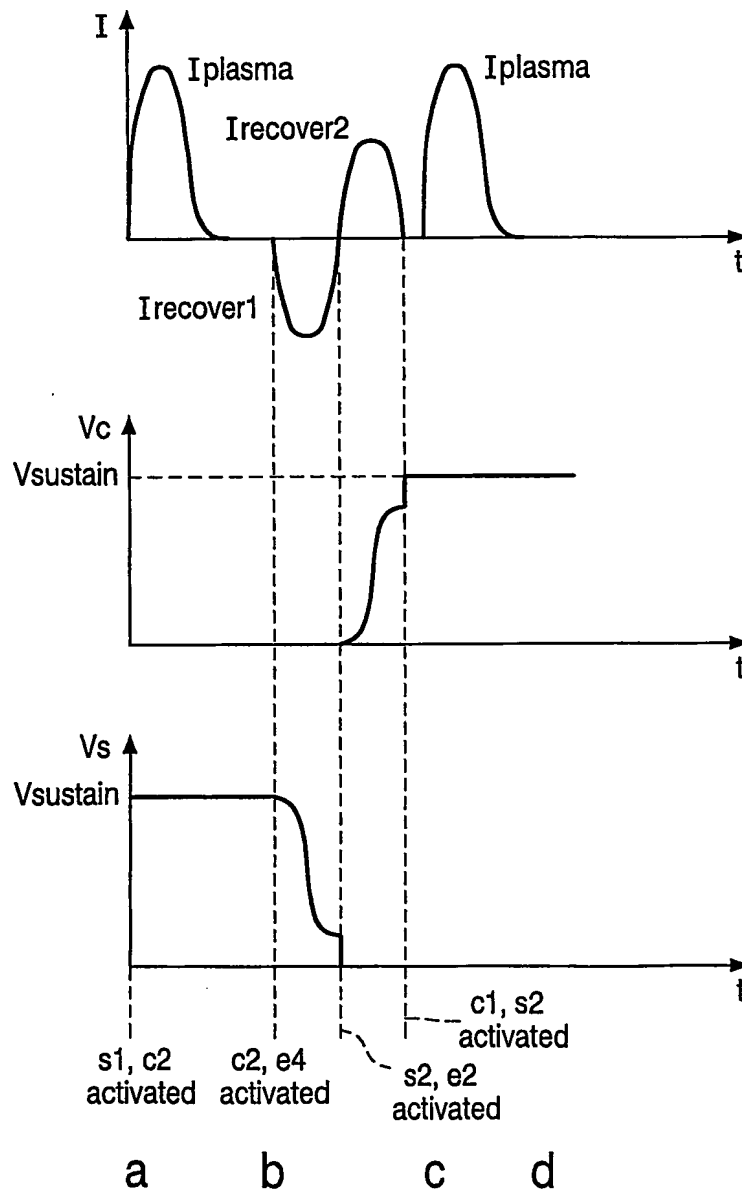 I
Iplasma
Iplasma
Irecover2
t
Irecover1
Vc
Vsustain
t
Vs
Vsustain
t
c1, s2
activated
s1, c2
activated
c2, e4
activated
s2, e2
activated
a b c d